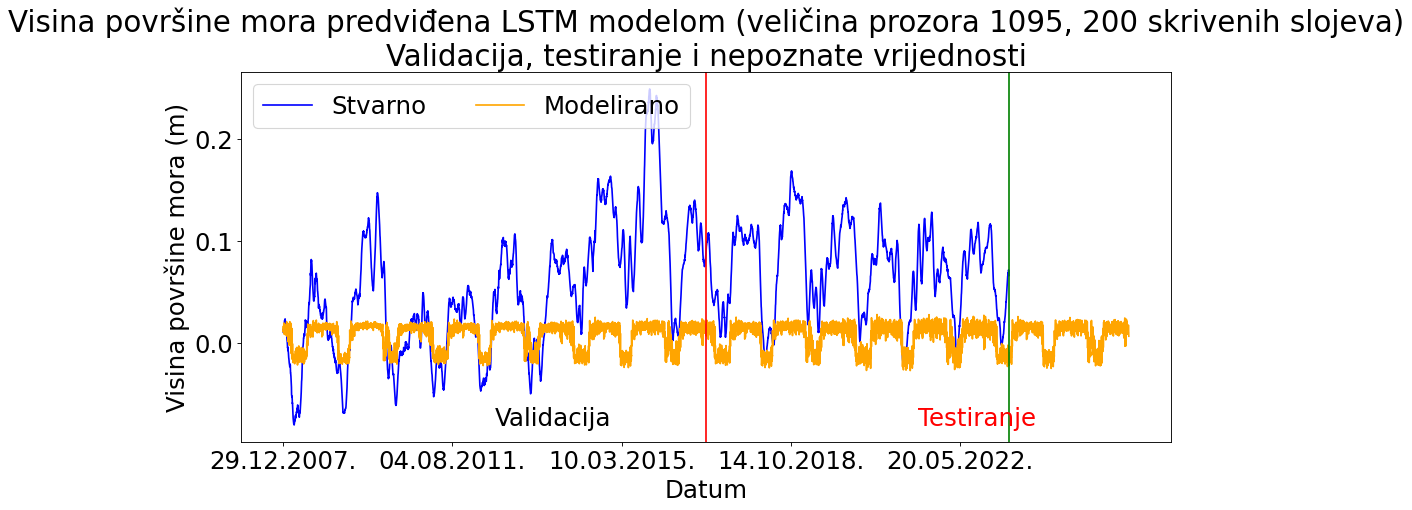 Visina površine mora predviđena LSTM modelom (veličina prozora 1095, 200 skrivenih slojeva)
Validacija, testiranje i nepoznate vrijednosti
Stvarno
Modelirano
Visina površine mora (m)
0.2
0.1
0.0
Validacija
Testiranje
29.12.2007.
04.08.2011.
10.03.2015.
14.10.2018.
20.05.2022.
Datum